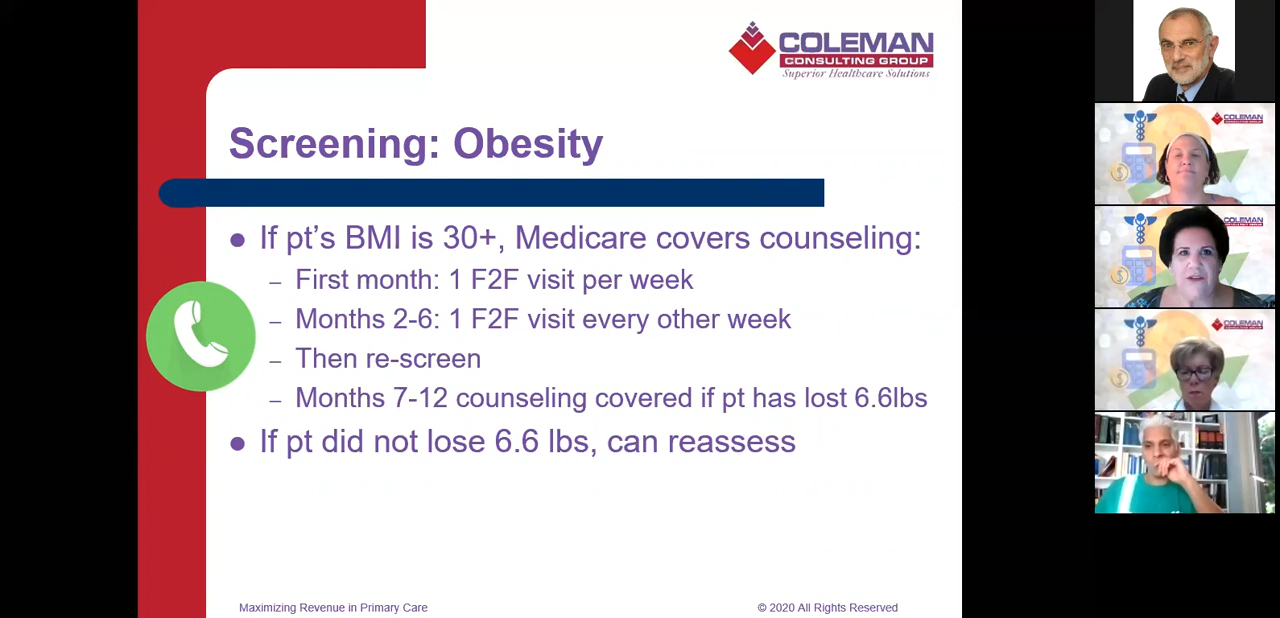 COLEMAN
CONSULTING GROUP
Superior Healthcare Solutions
Screening: Obesity
● If pt’s BMI is 30+, Medicare covers counseling:
– First month: 1 F2F visit per week
– Months 2-6: 1 F2F visit every other week
– Then re-screen
– Months 7-12 counseling covered if pt has lost 6.6lbs
● If pt did not lose 6.6 lbs, can reassess
Maximizing Revenue in Primary Care
© 2020 All Rights Reserved
COLEMAN
COLEMAN
COLEMAN